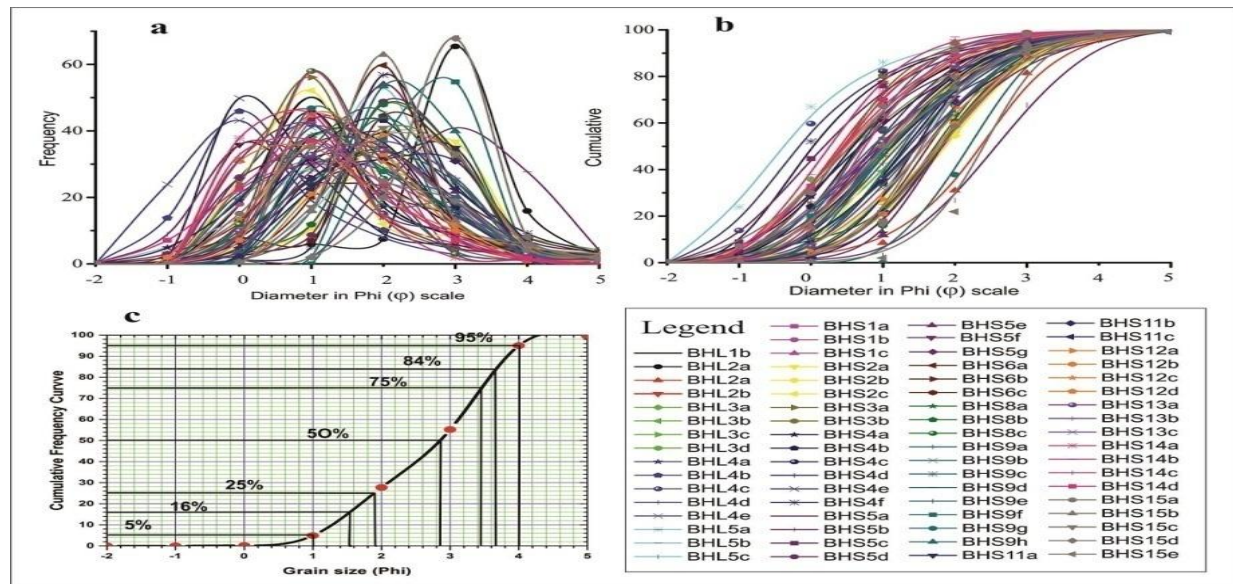 a
Frequency
60
40
20
0
-2 -1 0 1 2 3 4 5
Diameter in Phi (φ) scale
b
Cumulative
100
80
60
40
20
0
-2 -1 0 1 2 3 4 5
Diameter in Phi (φ) scale
c
Cumulative Frequency Curvve
100
90
80
70
60
50
40
30
20
10
0
95%
84%
75%
5O%
25%
16%
5%
-2 -1 0 1 2 3 4 5
Grain size (Phi)
Legend
BHL1b
BHL2a
BHL2a
BHL2b
BHL3a
BHL3b
BHL3c
BHL3d
BHL4a
BHL4b
BHL4c
BHL4d
BHL4e
BHL5a
BHL5b
BHL5c
BHS1a
BHS1b
BHS1c
BHS2a
BHS2b
BHS2c
BHS3a
BHS3b
BHS4a
BHS4b
BHS4c
BHS4d
BHS4e
BHS4f
BHS5a
BHS5b
BHS5c
BHS5d
BHS5e
BHS5f
BHS5g
BHS6a
BHS6b
BHS6c
BHS8a
BHS8b
BHS8c
BHS9a
BHS9b
BHS9c
BHS9d
BHS9e
BHS9f
BHS9g
BHS9h
BHS11a
BHS11b
BHS11c
BHS12a
BHS12b
BHS12c
BHS12d
BHS13a
BHS13b
BHS13c
BHS14a
BHS14b
BHS14c
BHS14d
BHS15a
BHS15b
BHS15c
BHS15d
BHS15e